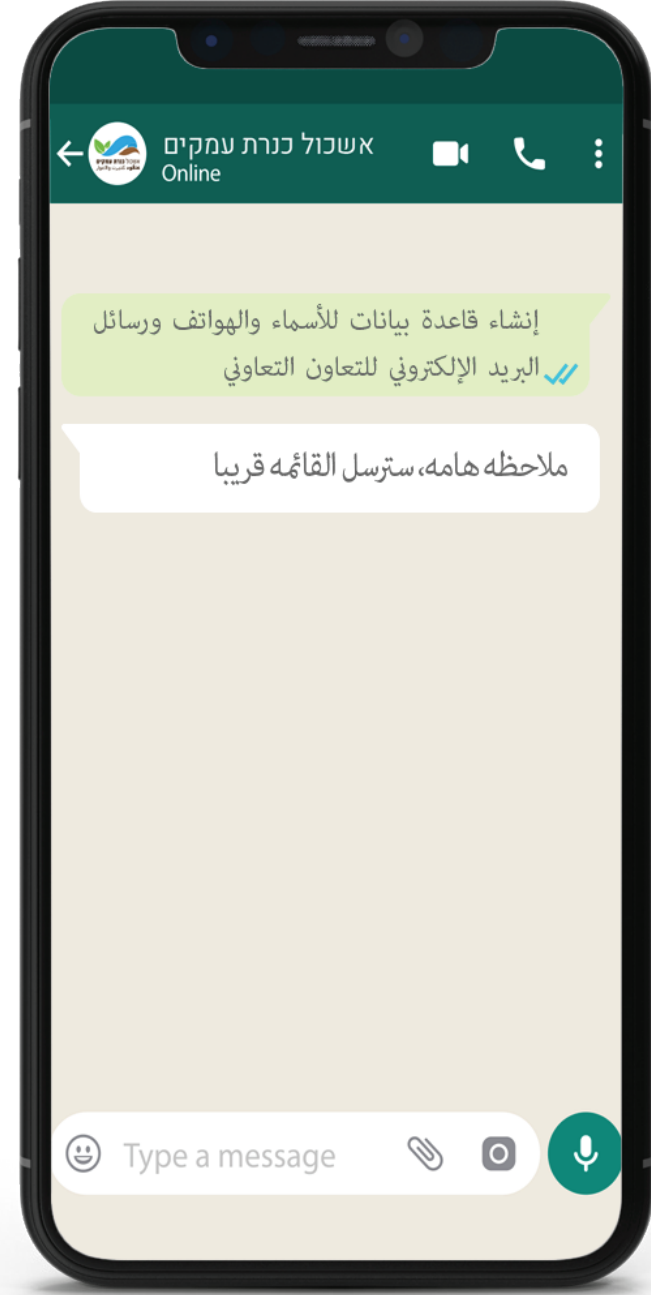 אשכול כנרת עמקים
Online
إنشاء قاعدة بيانات للأسماء والهواتف ورسائل
البريد الإلكتروني للتعاون التعاوني
ملاحظه هامه، سترسل القائمه قريبا
Type a message